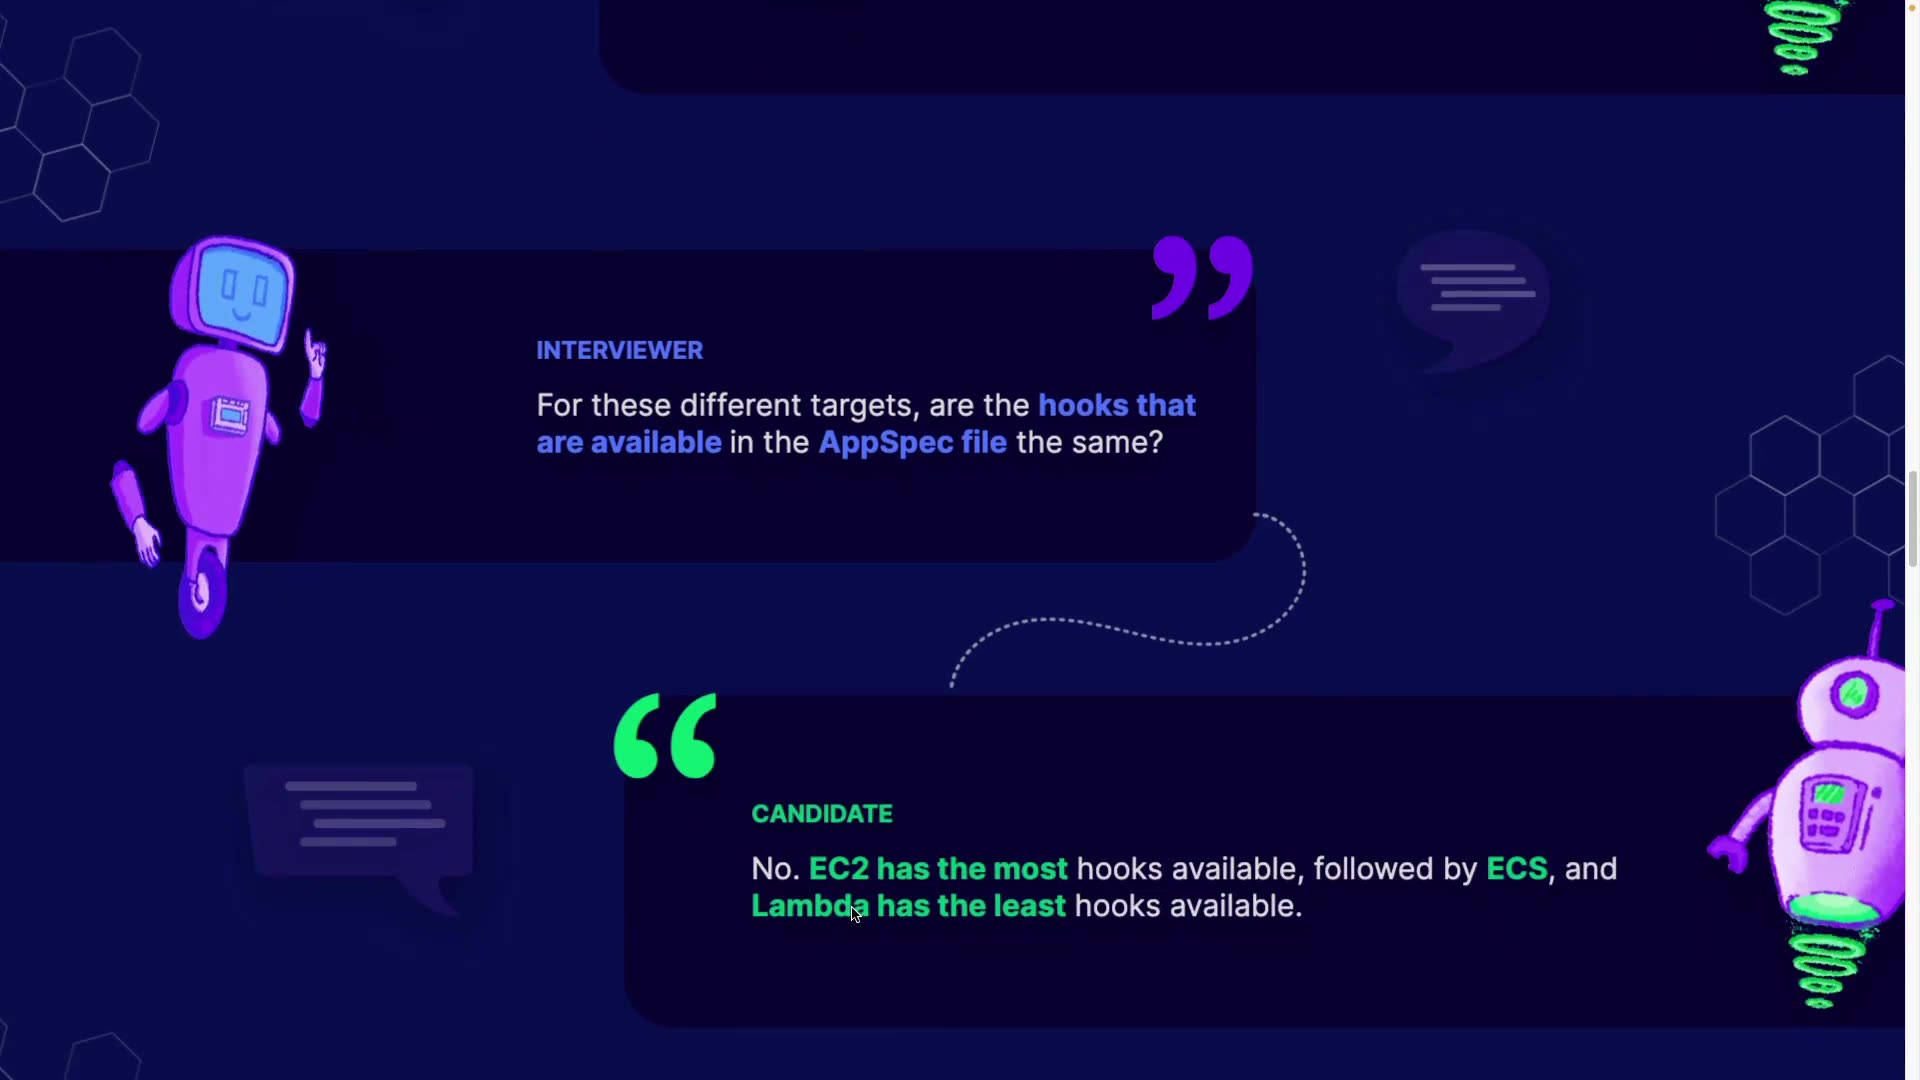 INTERVIEWER
For these different targets, are the hooks that
are available in the AppSpec file the same?
CANDIDATE
No. EC2 has the most hooks available, followed by ECS, and
Lambda has the least hooks available.